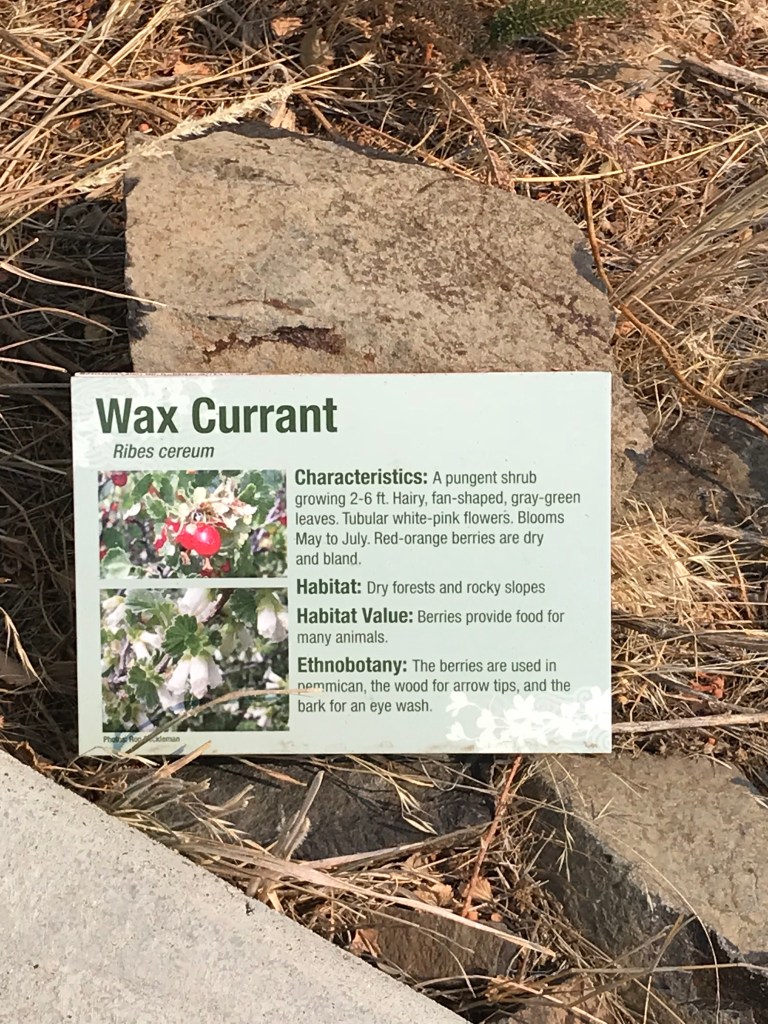 Wax Currant
Ribes cereum
Characteristics: A pungent shrub
growing 2-6 ft. Hairy, fan-shaped, gray-green
leaves. Tubular white-pink flowers. Blooms
May to July. Red-orange berries are dry
and bland.
Habitat: Dry forests and rocky slopes
Habitat Value: Berries provide food for
many animals.
Ethnobotany: The berries are used in
pemmican, the wood for arrow tips, and the
bark for an eye wash.
Photos: Ron